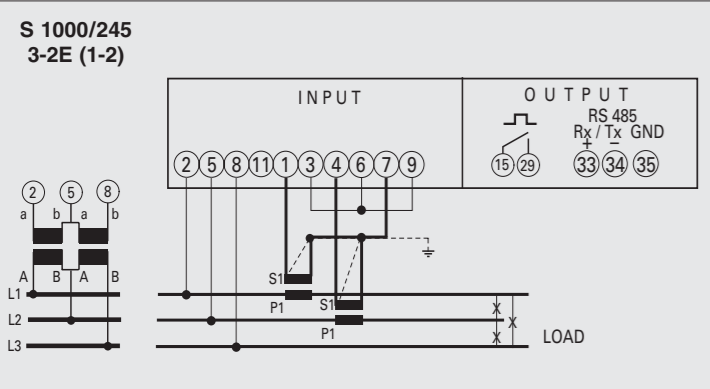 S 1000/245
3-2E (1-2)
INPUT
OUTPUT
RS 485
Rx / Tx GND
+ −
2 5 8 11 1 3 4 6 7 9
15 29 33 34 35
2 5 8
a b a b
A B A B
S1
P1
S1
P1
L1
L2
L3
X
X
X
LOAD